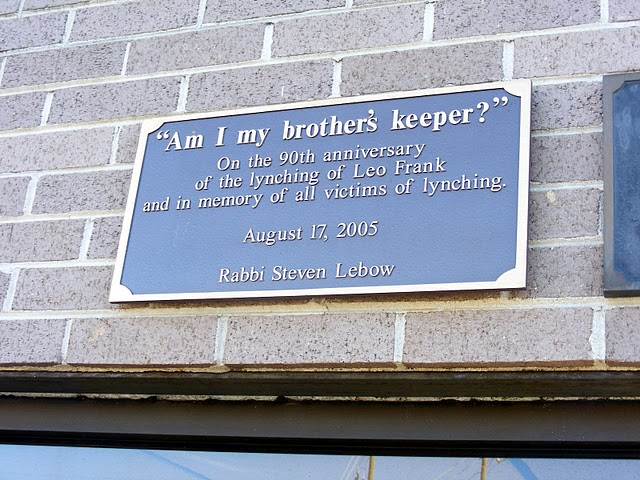 “Am I my brother's keeper?”
On the 90th anniversary
of the lynching of Leo Frank
and in memory of all victims of lynching.
August 17, 2005
Rabbi Steven Lebow